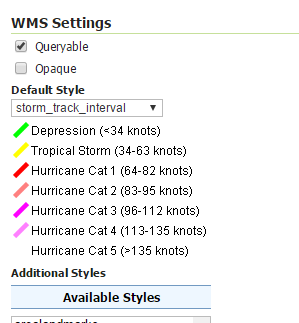 WMS Settings
Queryable
Opaque
Default Style
storm_track_interval
Depression (<34 knots)
Tropical Storm (34-63 knots)
Hurricane Cat 1 (64-82 knots)
Hurricane Cat 2 (83-95 knots)
Hurricane Cat 3 (96-112 knots)
Hurricane Cat 4 (113-135 knots)
Hurricane Cat 5 (>135 knots)
Additional Styles
Available Styles